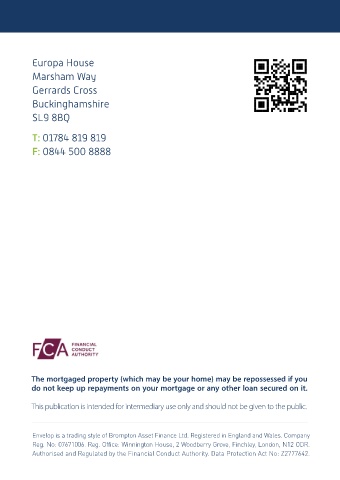 Europa House
Marsham Way
Gerrards Cross
Buckinghamshire
SL9 8BQ
T: 01784 819 819
F: 0844 500 8888
FCA FINANCIAL
CONDUCT
AUTHORITY
The mortgaged property (which may be your home) may be repossessed if you
do not keep up repayments on your mortgage or any other loan secured on it.
This publication is intended for intermediary use only and should not be given to the public.
Envelop is a trading style of Brompton Asset Finance Ltd. Registered in England and Wales. Company
Reg. No: 07671006. Reg. Office: Winnington House, 2 Woodberry Grove, Finchley, London, N12 0DR.
Authorised and Regulated by the Financial Conduct Authority. Data Protection Act No: Z2777642.